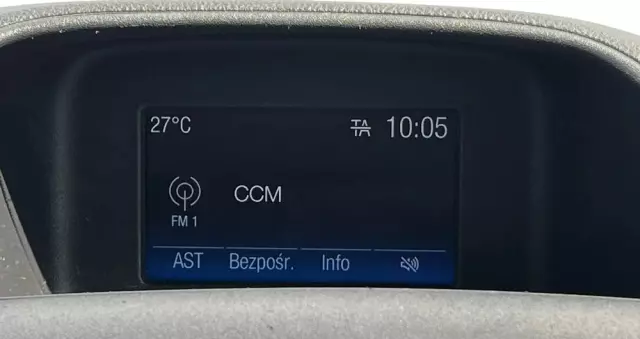 27°C TA 10:05
CCM
FM 1
AST Bezpośr. Info